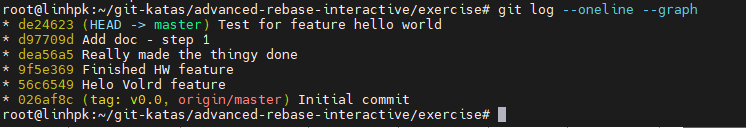 root@linhpk:~/git-katas/advanced-rebase-interactive/exercise# git log --oneline --graph
* de24623 (HEAD -> master) Test for feature hello world
* d97709d Add doc - step 1
* dea56a5 Really made the thingy done
* 9f5e369 Finished HW feature
* 56c6549 Helo Volrd feature
* 026af8c (tag: v0.0, origin/master) Initial commit
root@linhpk:~/git-katas/advanced-rebase-interactive/exercise#